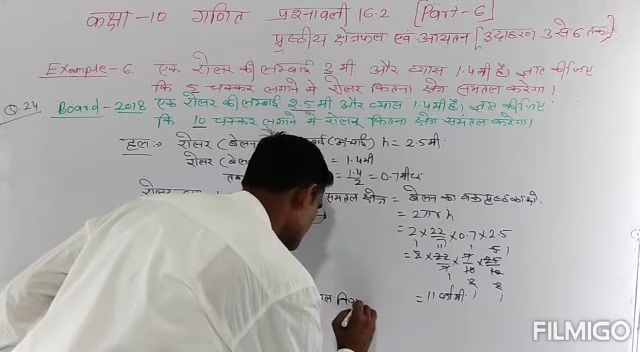 कक्षा-10 गणित प्रश्नावली 16.2 [Part-6]
पृष्ठीय क्षेत्रफल एवं आयतन [उदाहरण 3 से 6 तक]
Example-6. एक रोलर की लम्बाई 2 मी और व्यास 1.4 मी है। ज्ञात कीजिए
कि 5 चक्कर लगाने में रोलर कितना क्षेत्र समतल करेगा।
Q.24 Board-2018 एक रोलर की लम्बाई 2.5 मी और व्यास 1.4 मी है। ज्ञात कीजिए
कि 10 चक्कर लगाने में रोलर कितना क्षेत्र समतल करेगा।
हल:- रोलर (बेलन (ऊँचाई) h = 2.5 मी
रोलर (बेल = 1.4 मी
= 1.4/2 = 0.7 मी
रोलर समतल क्षेत्र = बेलन का वक्र पृष्ठ का क्षे.
= 2πrh
= 2 × 22/7 × 0.7 × 2.5
= 2 × 22/7 × 7/10 × 25/10
= 11 वर्ग मी
FILMIGO